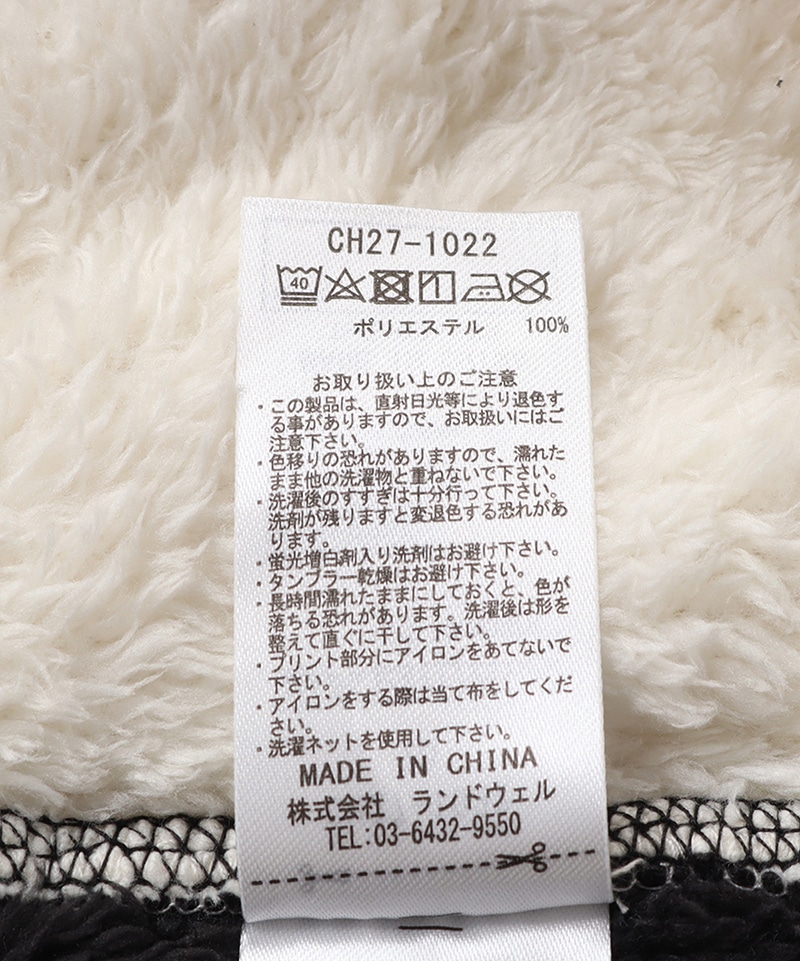 CH27-1022
40
ポリエステル 100%
お取り扱い上のご注意
・この製品は、直射日光等により退色す
る事がありますので、お取扱いにはご
注意下さい。
・色移りの恐れがありますので、濡れた
まま他の洗濯物と重ねないで下さい。
・洗濯後のすすぎは十分行って下さい。
洗剤が残りますと変退色する恐れがあ
ります。
・蛍光増白剤入り洗剤はお避け下さい。
・タンブラー乾燥はお避け下さい。
・長時間濡れたままにしておくと、色が
落ちる恐れがあります。洗濯後は形を
整えて直ぐに干して下さい。
・プリント部分にアイロンをあてないで
下さい。
・アイロンをする際は当て布をしてくだ
さい。
・洗濯ネットを使用して下さい。
MADE IN CHINA
株式会社 ランドウェル
TEL:03-6432-9550